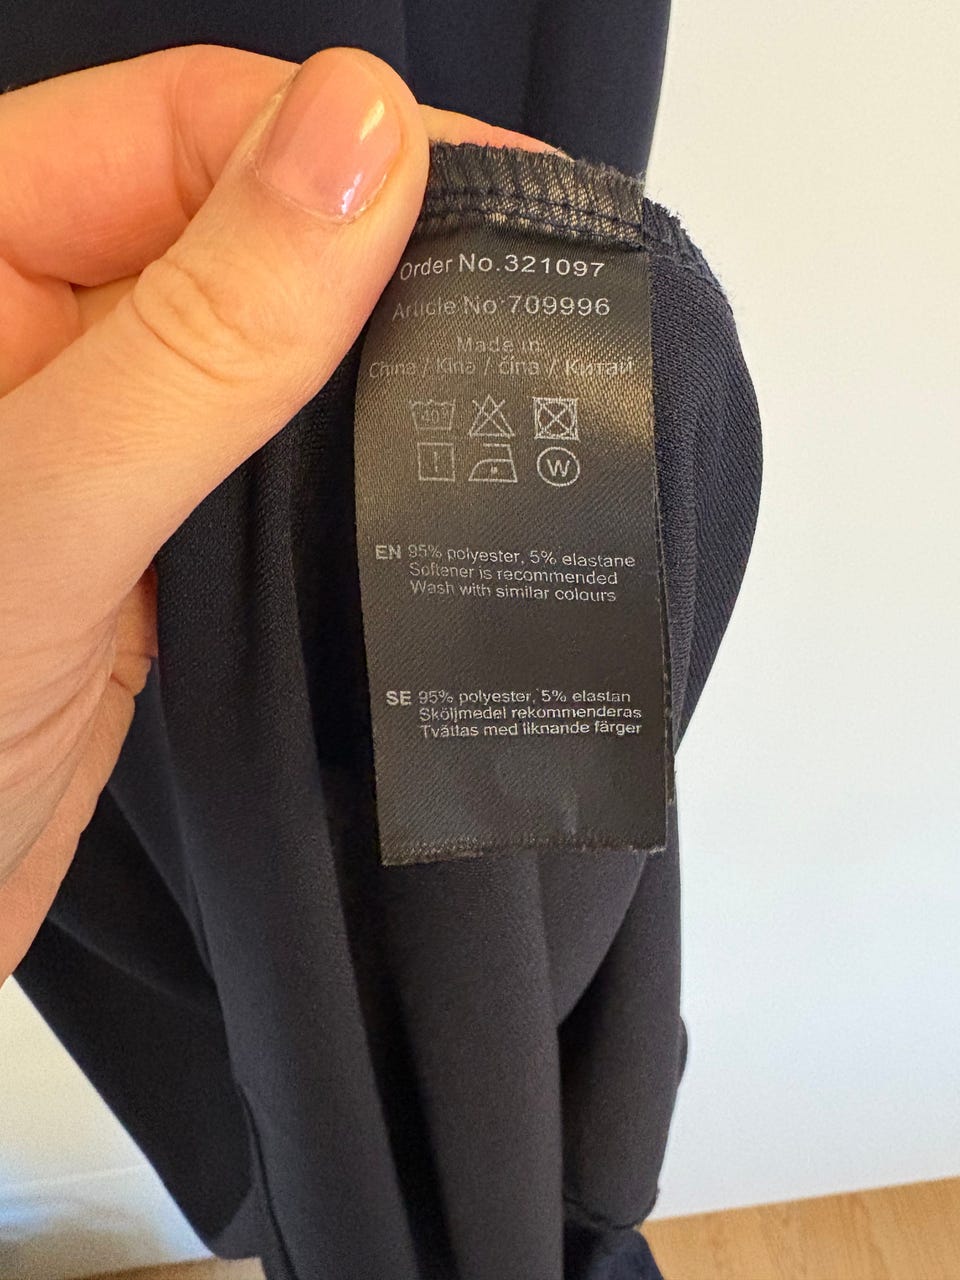 Order No.321097
Article No 709996
Made in
China / Kina / čína / Китай
40°
W
EN 95% polyester, 5% elastane
Softener is recommended
Wash with similar colours
SE 95% polyester, 5% elastan
Sköljmedel rekommenderas
Tvättas med liknande färger